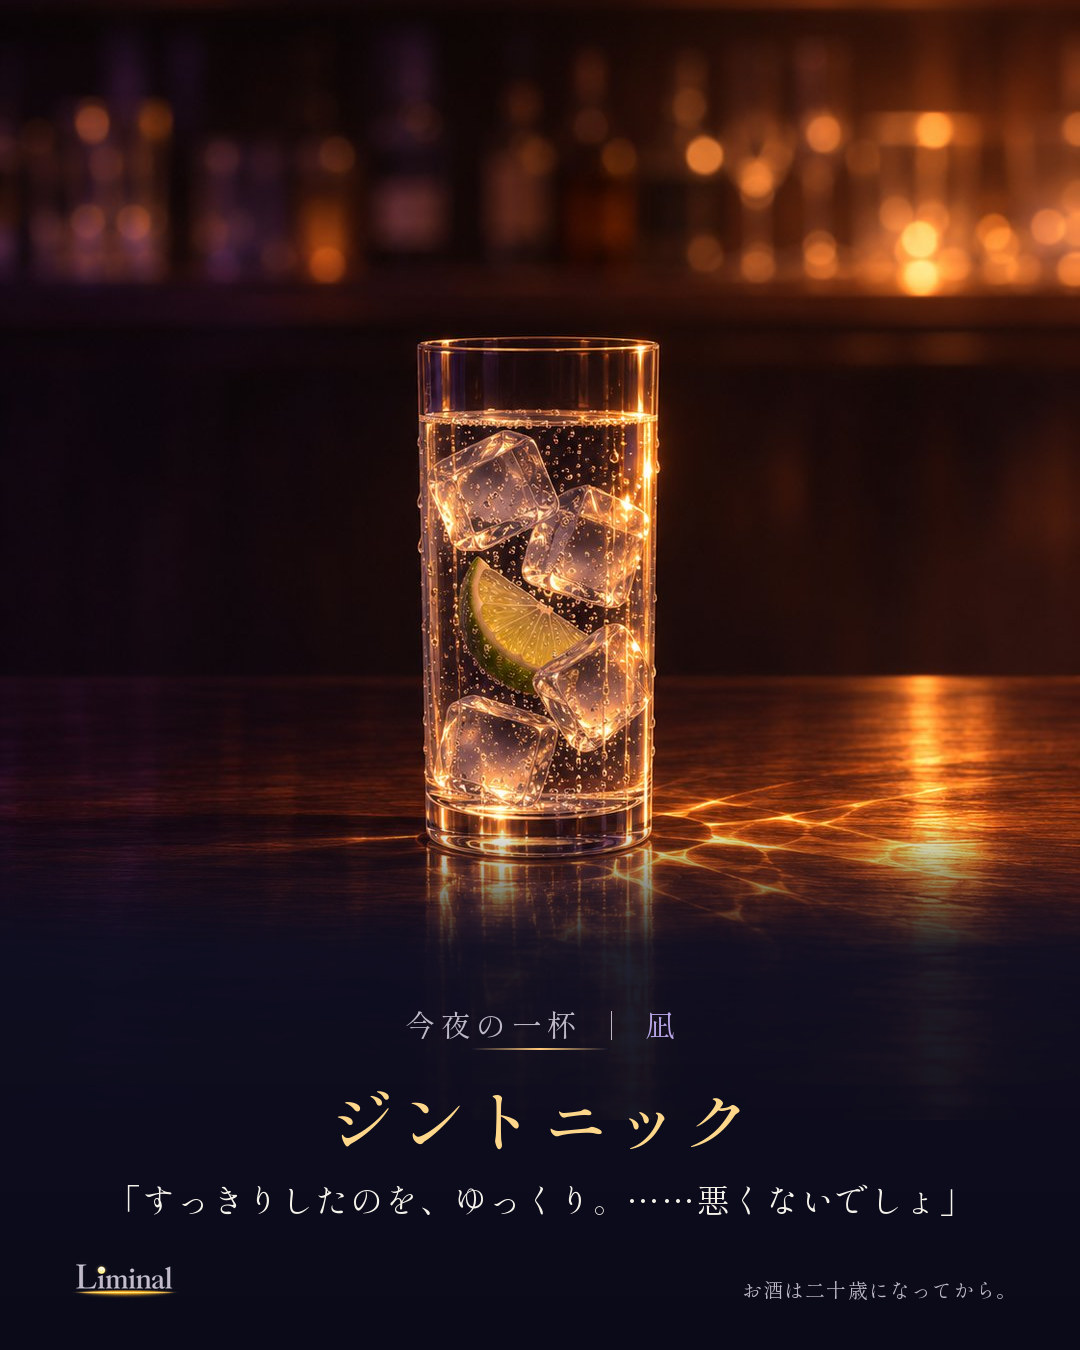 今夜の一杯 | 凪
ジントニック
「すっきりしたのを、ゆっくり。……悪くないでしょ」
Liminal
お酒は二十歳になってから。